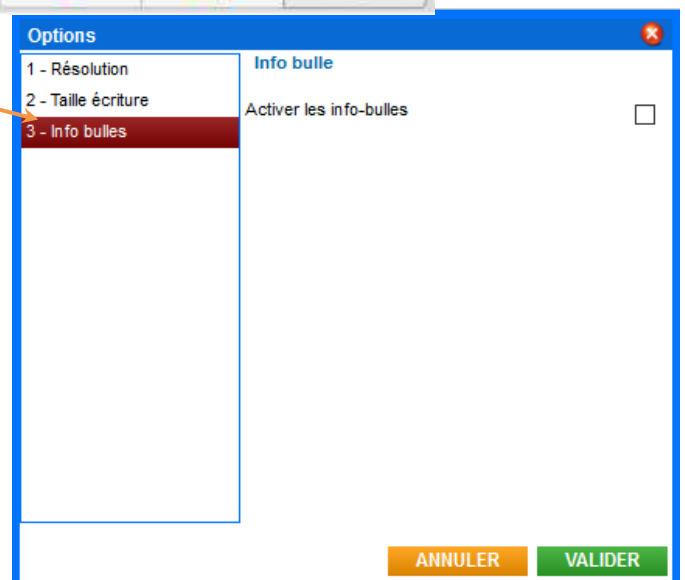 Options
1 - Résolution
2 - Taille écriture
3 - Info bulles
Info bulle
Activer les info-bulles
ANNULER
VALIDER